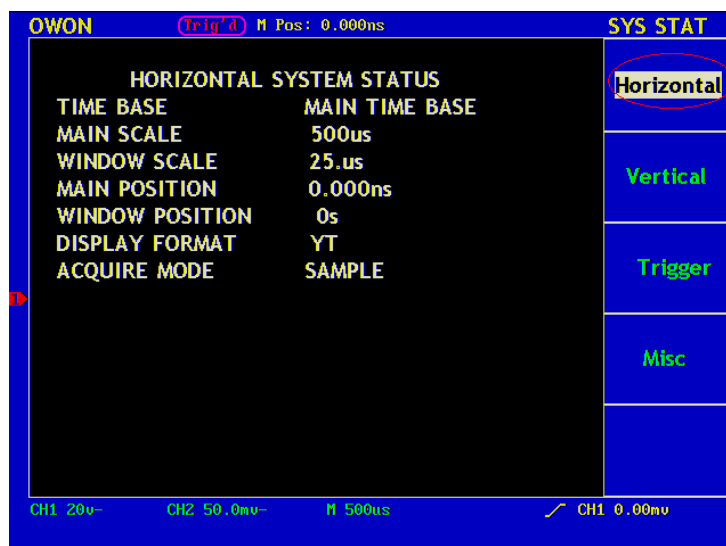 OWON Trig'd M Pos: 0.000ns SYS STAT
HORIZONTAL SYSTEM STATUS
TIME BASE MAIN TIME BASE
MAIN SCALE 500us
WINDOW SCALE 25.us
MAIN POSITION 0.000ns
WINDOW POSITION 0s
DISPLAY FORMAT YT
ACQUIRE MODE SAMPLE
1
Horizontal
Vertical
Trigger
Misc
CH1 20v- CH2 50.0mv- M 500us CH1 0.00mv